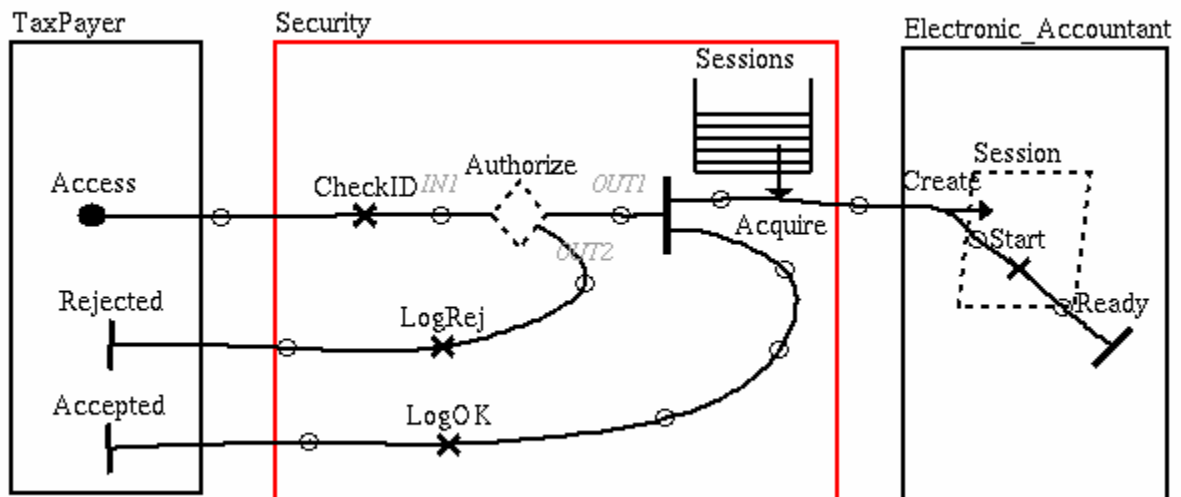 TaxPayer
Security
Electronic_Accountant
Sessions
Access
CheckID
IN1
Authorize
OUT1
Session
Create
Acquire
Start
OUT2
Rejected
LogRej
Ready
Accepted
LogOK